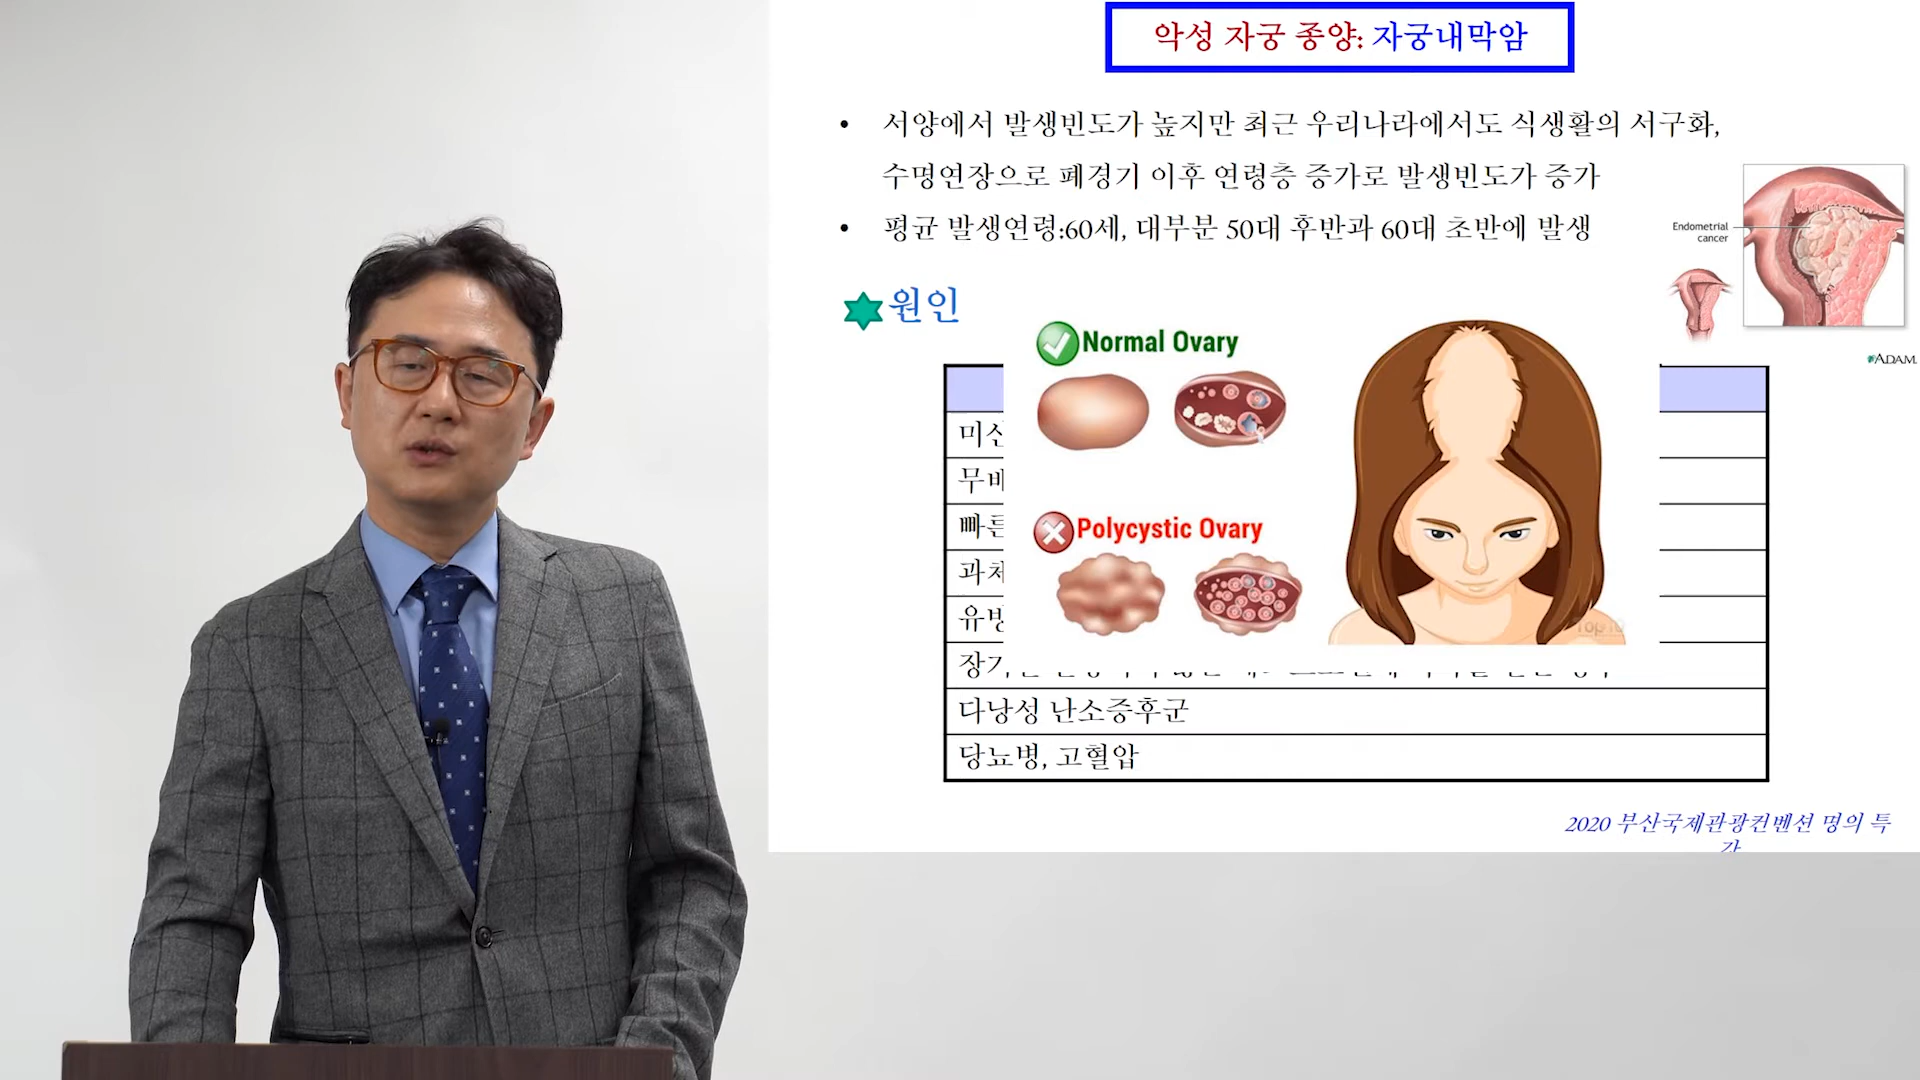 악성 자궁 종양: 자궁내막암
• 서양에서 발생빈도가 높지만 최근 우리나라에서도 식생활의 서구화,
수명연장으로 폐경기 이후 연령층 증가로 발생빈도가 증가
• 평균 발생연령:60세, 대부분 50대 후반과 60대 초반에 발생
Endometrial
cancer
ADAM.
원인
Normal Ovary
Polycystic Ovary
Top10
다낭성 난소증후군
당뇨병, 고혈압
2020 부산국제관광컨벤션 명의 특